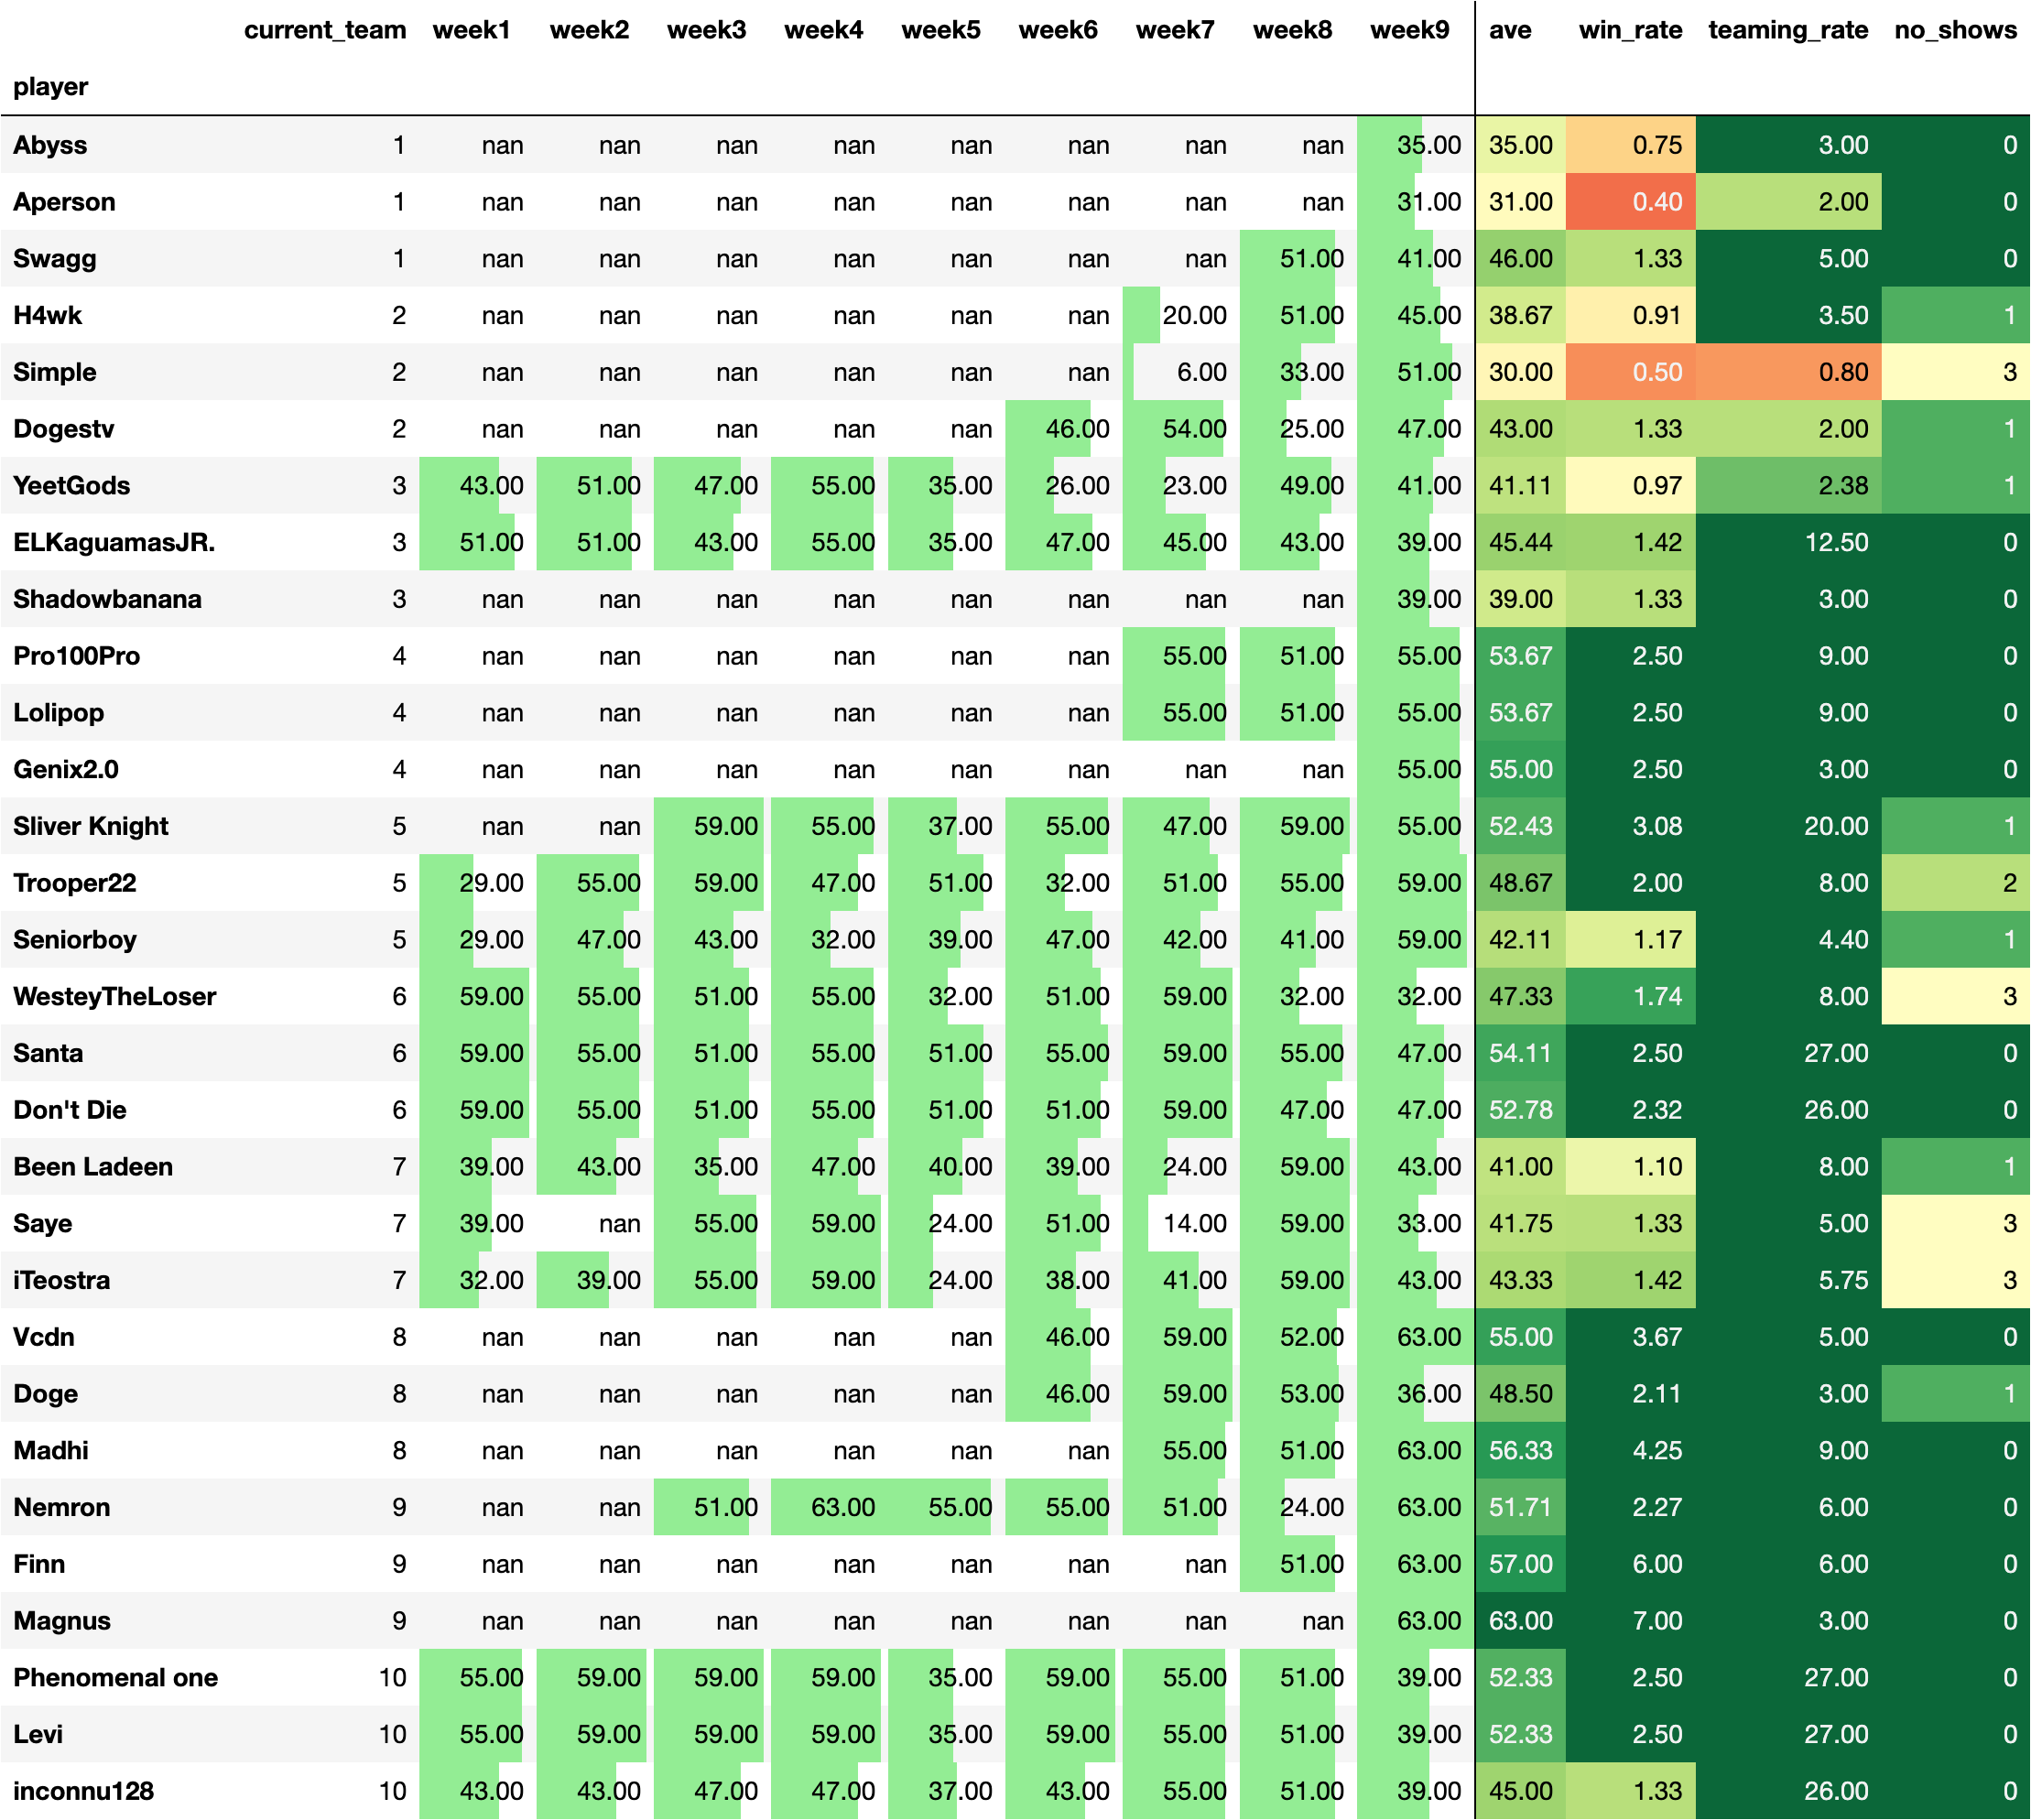 current_team week1 week2 week3 week4 week5 week6 week7 week8 week9 ave win_rate teaming_rate no_shows
player
Abyss 1 nan nan nan nan nan nan nan nan 35.00 35.00 0.75 3.00 0
Aperson 1 nan nan nan nan nan nan nan nan 31.00 31.00 0.40 2.00 0
Swagg 1 nan nan nan nan nan nan nan 51.00 41.00 46.00 1.33 5.00 0
H4wk 2 nan nan nan nan nan nan 20.00 51.00 45.00 38.67 0.91 3.50 1
Simple 2 nan nan nan nan nan nan 6.00 33.00 51.00 30.00 0.50 0.80 3
Dogestv 2 nan nan nan nan nan 46.00 54.00 25.00 47.00 43.00 1.33 2.00 1
YeetGods 3 43.00 51.00 47.00 55.00 35.00 26.00 23.00 49.00 41.00 41.11 0.97 2.38 1
ELKaguamasJR. 3 51.00 51.00 43.00 55.00 35.00 47.00 45.00 43.00 39.00 45.44 1.42 12.50 0
Shadowbanana 3 nan nan nan nan nan nan nan nan 39.00 39.00 1.33 3.00 0
Pro100Pro 4 nan nan nan nan nan nan 55.00 51.00 55.00 53.67 2.50 9.00 0
Lolipop 4 nan nan nan nan nan nan 55.00 51.00 55.00 53.67 2.50 9.00 0
Genix2.0 4 nan nan nan nan nan nan nan nan 55.00 55.00 2.50 3.00 0
Sliver Knight 5 nan nan 59.00 55.00 37.00 55.00 47.00 59.00 55.00 52.43 3.08 20.00 1
Trooper22 5 29.00 55.00 59.00 47.00 51.00 32.00 51.00 55.00 59.00 48.67 2.00 8.00 2
Seniorboy 5 29.00 47.00 43.00 32.00 39.00 47.00 42.00 41.00 59.00 42.11 1.17 4.40 1
WesteyTheLoser 6 59.00 55.00 51.00 55.00 32.00 51.00 59.00 32.00 32.00 47.33 1.74 8.00 3
Santa 6 59.00 55.00 51.00 55.00 51.00 55.00 59.00 55.00 47.00 54.11 2.50 27.00 0
Don't Die 6 59.00 55.00 51.00 55.00 51.00 51.00 59.00 47.00 47.00 52.78 2.32 26.00 0
Been Ladeen 7 39.00 43.00 35.00 47.00 40.00 39.00 24.00 59.00 43.00 41.00 1.10 8.00 1
Saye 7 39.00 nan 55.00 59.00 24.00 51.00 14.00 59.00 33.00 41.75 1.33 5.00 3
iTeostra 7 32.00 39.00 55.00 59.00 24.00 38.00 41.00 59.00 43.00 43.33 1.42 5.75 3
Vcdn 8 nan nan nan nan nan 46.00 59.00 52.00 63.00 55.00 3.67 5.00 0
Doge 8 nan nan nan nan nan 46.00 59.00 53.00 36.00 48.50 2.11 3.00 1
Madhi 8 nan nan nan nan nan nan 55.00 51.00 63.00 56.33 4.25 9.00 0
Nemron 9 nan nan 51.00 63.00 55.00 55.00 51.00 24.00 63.00 51.71 2.27 6.00 0
Finn 9 nan nan nan nan nan nan nan 51.00 63.00 57.00 6.00 6.00 0
Magnus 9 nan nan nan nan nan nan nan nan 63.00 63.00 7.00 3.00 0
Phenomenal one 10 55.00 59.00 59.00 59.00 35.00 59.00 55.00 51.00 39.00 52.33 2.50 27.00 0
Levi 10 55.00 59.00 59.00 59.00 35.00 59.00 55.00 51.00 39.00 52.33 2.50 27.00 0
inconnu128 10 43.00 43.00 47.00 47.00 37.00 43.00 55.00 51.00 39.00 45.00 1.33 26.00 0